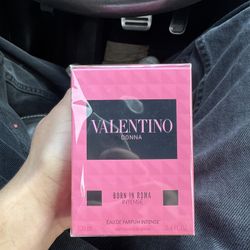 VALENTINO
DONNA
BORN IN ROMA
INTENSE
EAU DE PARFUM INTENSE